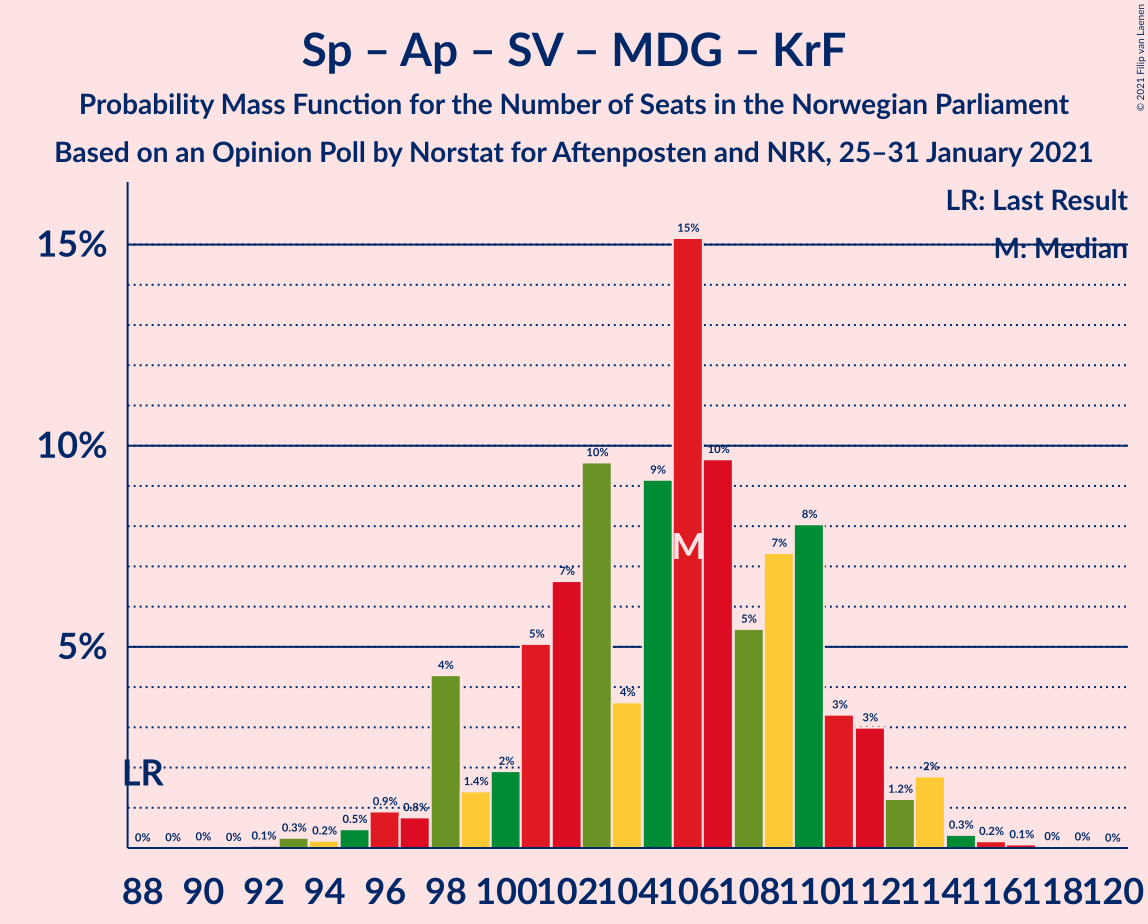 Sp – Ap – SV – MDG – KrF
Probability Mass Function for the Number of Seats in the Norwegian Parliament
Based on an Opinion Poll by Norstat for Aftenposten and NRK, 25–31 January 2021
© 2021 Filip van Laenen
LR: Last Result
M: Median
15%
10%
5%
LR
M
0% 0% 0% 0% 0.1% 0.3% 0.2% 0.5% 0.9% 0.8% 4% 1.4% 2% 5% 7% 10% 4% 9% 15% 10% 5% 7% 8% 3% 3% 1.2% 2% 0.3% 0.2% 0.1% 0% 0% 0%
88 90 92 94 96 98 100 102 104 106 108 110 112 114 116 118 120